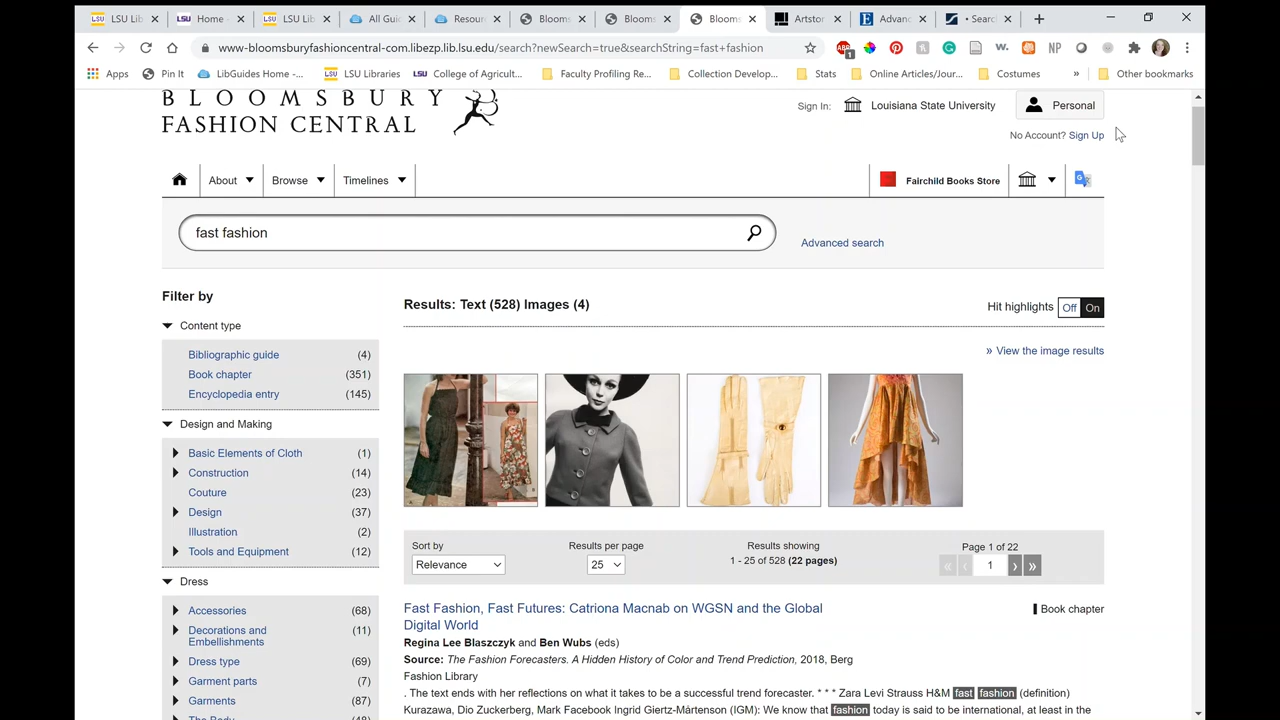 LSU Lib
Home -
LSU Lib
All Gui
Resour
Blooms
Blooms
Blooms
Artstor
Advanc
• Searc
www-bloomsburyfashioncentral-com.libezp.lib.lsu.edu/search?newSearch=true&searchString=fast+fashion
Apps Pin It LibGuides Home -... LSU Libraries College of Agricult... Faculty Profiling Re... Collection Develop... Stats Online Articles/Jour... Costumes » Other bookmarks
BLOOMSBURY
FASHION CENTRAL
Sign In: Louisiana State University Personal
No Account? Sign Up
About Browse Timelines Fairchild Books Store
fast fashion
Advanced search
Filter by
Content type
Bibliographic guide (4)
Book chapter (351)
Encyclopedia entry (145)
Design and Making
Basic Elements of Cloth (1)
Construction (14)
Couture (23)
Design (37)
Illustration (2)
Tools and Equipment (12)
Dress
Accessories (68)
Decorations and
Embellishments (11)
Dress type (69)
Garment parts (7)
Garments (87)
The Body
Results: Text (528) Images (4)
Hit highlights Off On
» View the image results
Sort by
Relevance
Results per page
25
Results showing
1 - 25 of 528 (22 pages)
Page 1 of 22
« ‹ 1 › »
Fast Fashion, Fast Futures: Catriona Macnab on WGSN and the Global
Digital World
Book chapter
Regina Lee Blaszczyk and Ben Wubs (eds)
Source: The Fashion Forecasters. A Hidden History of Color and Trend Prediction, 2018, Berg
Fashion Library
. The text ends with her reflections on what it takes to be a successful trend forecaster. * * * Zara Levi Strauss H&M fast fashion (definition)
Kurazawa, Dio Zuckerberg, Mark Facebook Ingrid Giertz-Mårtenson (IGM): We know that fashion today is said to be international, at least in the